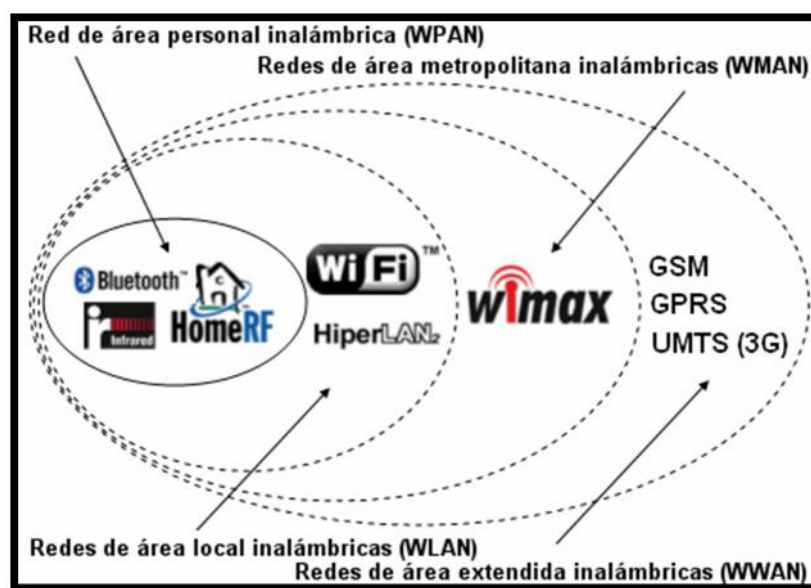 Red de área personal inalámbrica (WPAN)
Redes de área metropolitana inalámbricas (WMAN)
Bluetooth™
Infrared
HomeRF
WiFi™
HiperLAN2
wimax
GSM
GPRS
UMTS (3G)
Redes de área local inalámbricas (WLAN)
Redes de área extendida inalámbricas (WWAN)